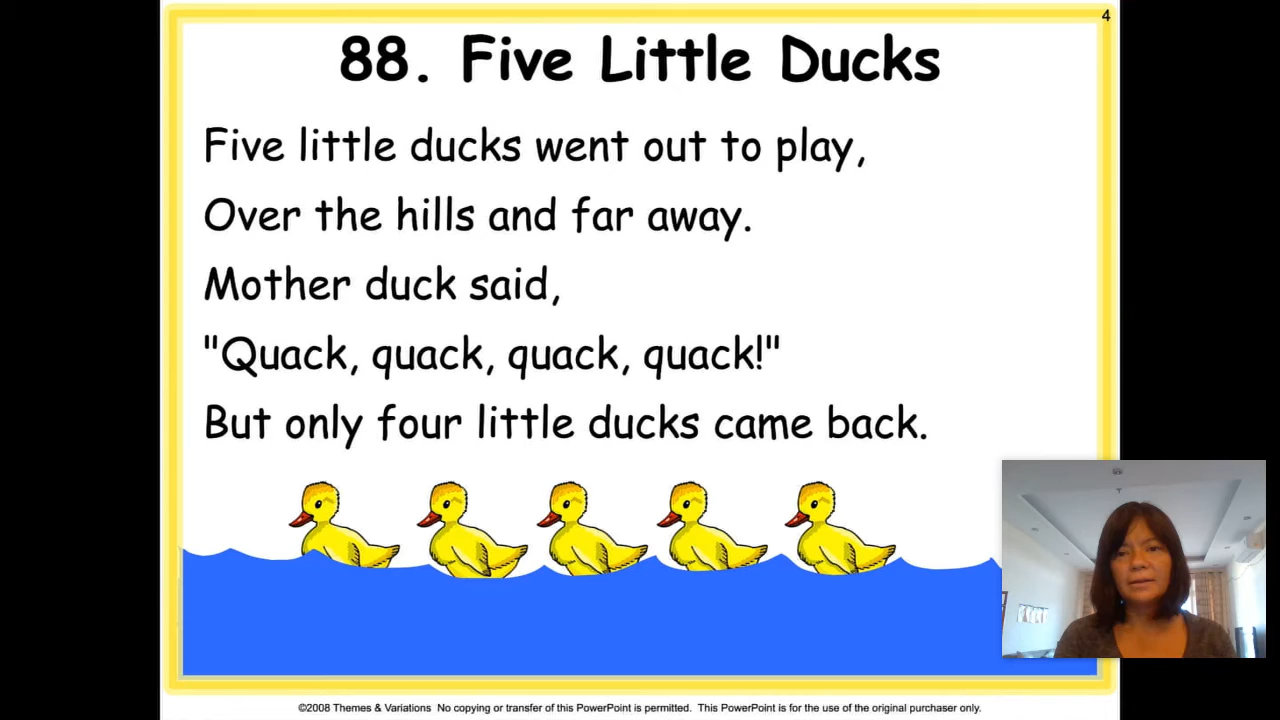 4
88. Five Little Ducks
Five little ducks went out to play,
Over the hills and far away.
Mother duck said,
"Quack, quack, quack, quack!"
But only four little ducks came back.
©2008 Themes & Variations  No copying or transfer of this PowerPoint is permitted.  This PowerPoint is for the use of the original purchaser only.